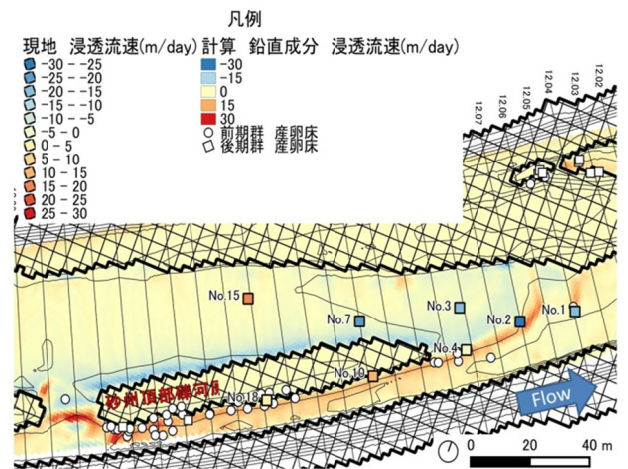 凡例
現地 浸透流速(m/day)
-30 - -25
-25 - -20
-20 - -15
-15 - -10
-10 - -5
-5 - 0
0 - 5
5 - 10
10 - 15
15 - 20
20 - 25
25 - 30
計算 鉛直成分 浸透流速(m/day)
-30
-15
0
15
30
前期群 産卵床
後期群 産卵床
12.07
12.06
12.05
12.04
12.03
12.02
No.15
No.7
No.3
No.2
No.1
No.4
No.10
No.18
砂州頂部礫河
Flow
0 20 40 m